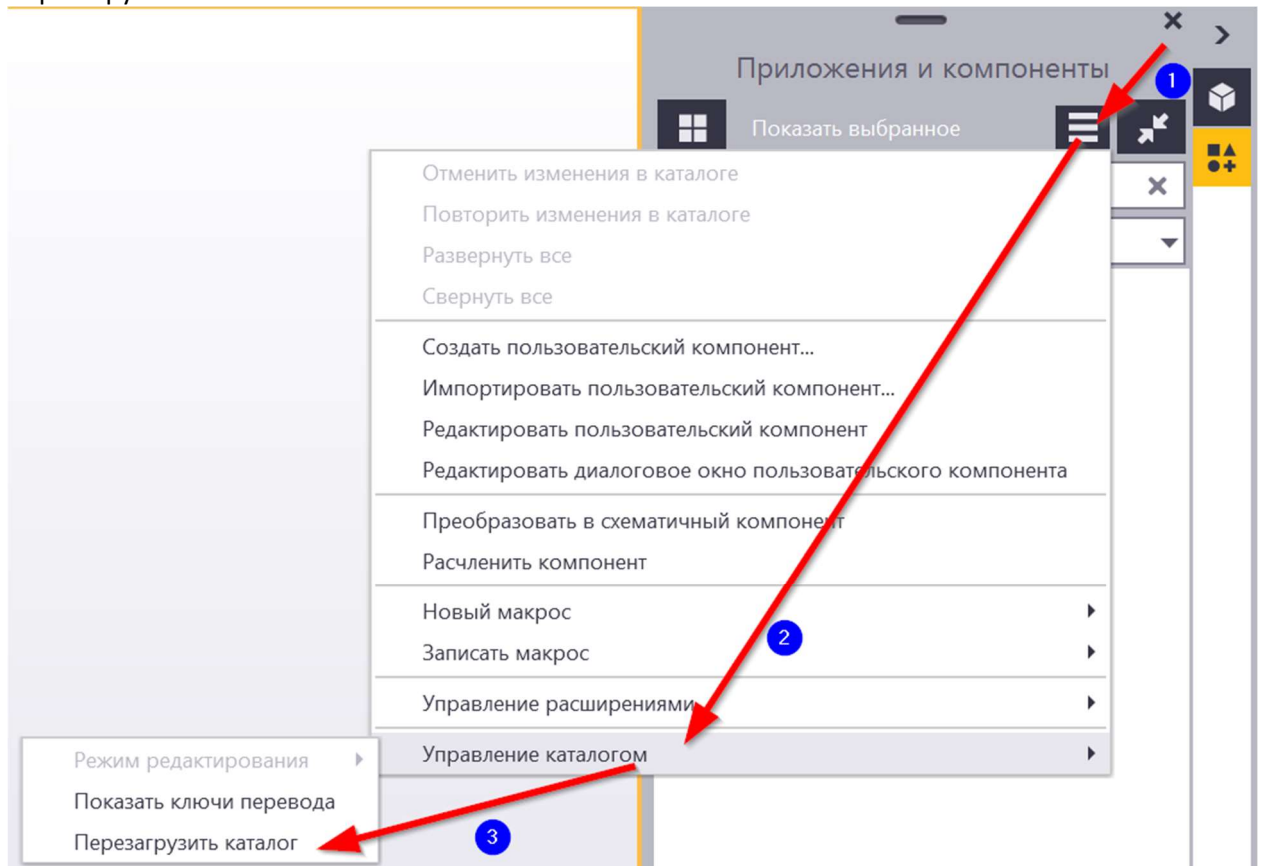 Приложения и компоненты
1
Показать выбранное
Отменить изменения в каталоге
Повторить изменения в каталоге
Развернуть все
Свернуть все
Создать пользовательский компонент...
Импортировать пользовательский компонент...
Редактировать пользовательский компонент
Редактировать диалоговое окно пользовательского компонента
Преобразовать в схематичный компонент
Расчленить компонент
Новый макрос
2
Записать макрос
Управление расширениями
Управление каталогом
Режим редактирования
Показать ключи перевода
Перезагрузить каталог
3